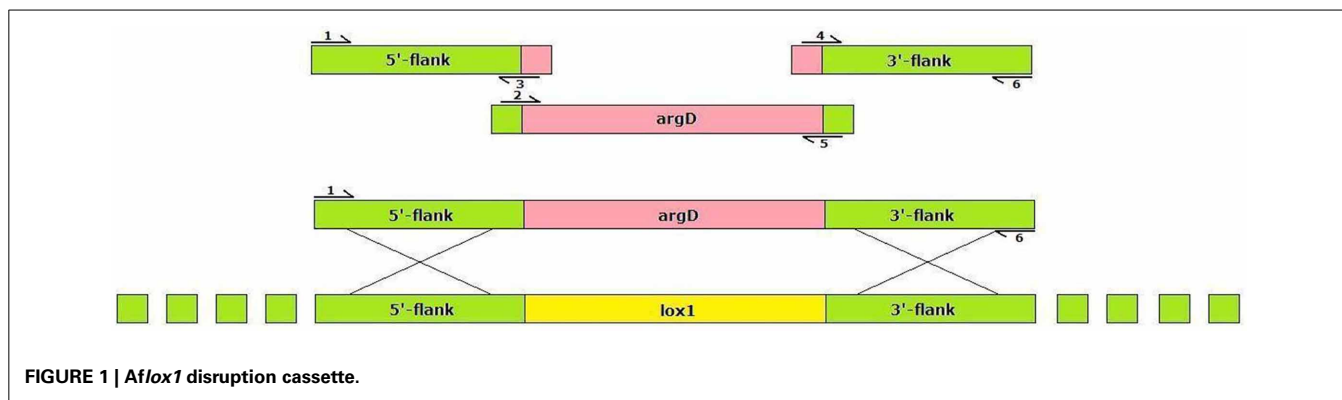 1
4
5'-flank
3'-flank
3
6
2
argD
5
1
5'-flank
argD
3'-flank
6
5'-flank
lox1
3'-flank
FIGURE 1 | Aflox1 disruption cassette.